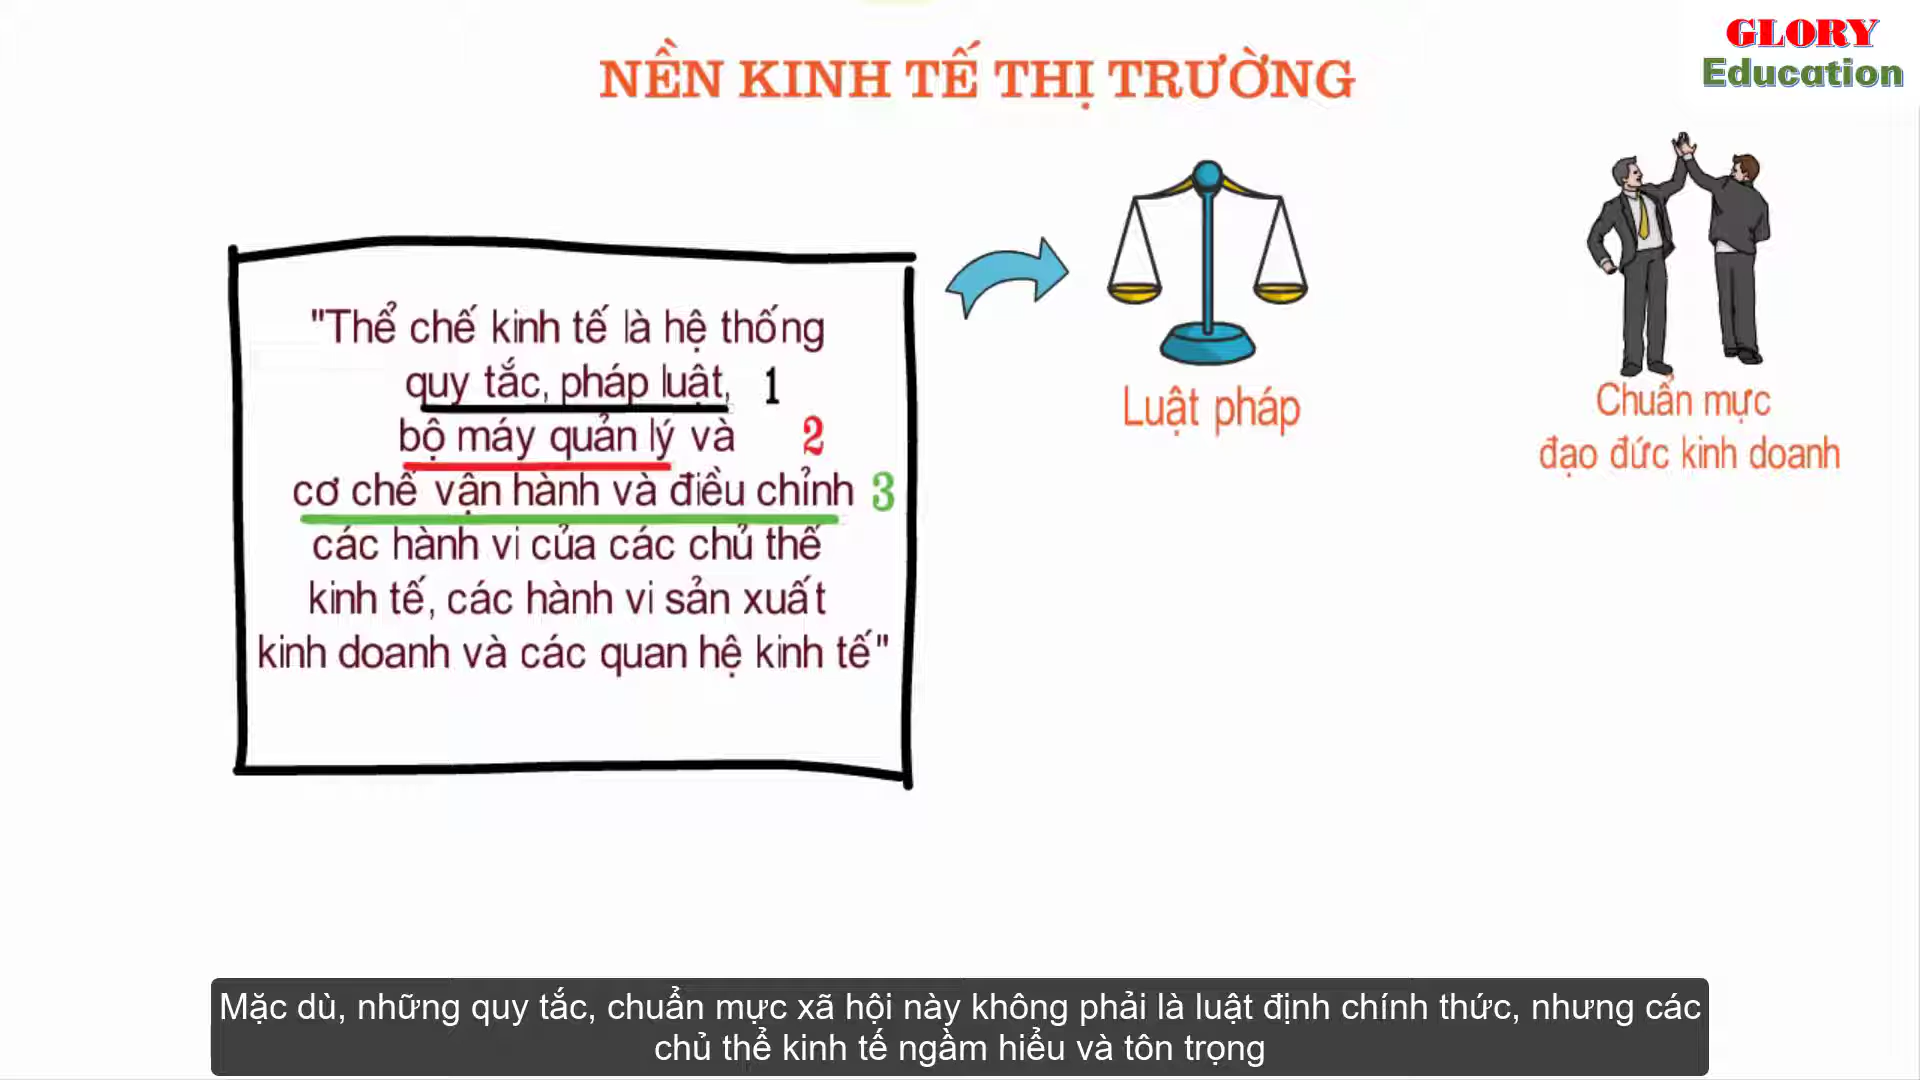 GLORY
Education
NỀN KINH TẾ THỊ TRƯỜNG
"Thể chế kinh tế là hệ thống
quy tắc, pháp luật, 1
bộ máy quản lý và 2
cơ chế vận hành và điều chỉnh 3
các hành vi của các chủ thế
kinh tế, các hành vi sản xuất
kinh doanh và các quan hệ kinh tế"
Luật pháp
Chuẩn mực
đạo đức kinh doanh
Mặc dù, những quy tắc, chuẩn mực xã hội này không phải là luật định chính thức, nhưng các
chủ thể kinh tế ngầm hiểu và tôn trọng